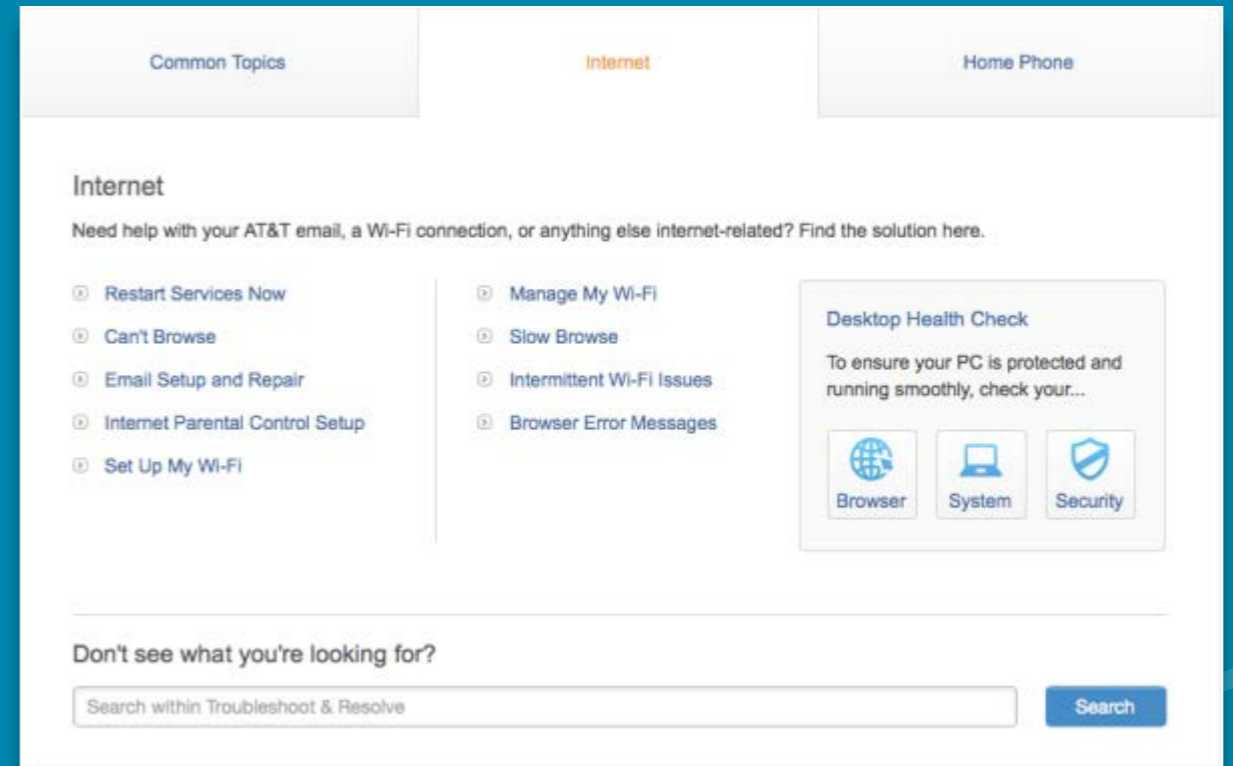 Common Topics
Internet
Home Phone
Internet
Need help with your AT&T email, a Wi-Fi connection, or anything else internet-related? Find the solution here.
Restart Services Now
Can't Browse
Email Setup and Repair
Internet Parental Control Setup
Set Up My Wi-Fi
Manage My Wi-Fi
Slow Browse
Intermittent Wi-Fi Issues
Browser Error Messages
Desktop Health Check
To ensure your PC is protected and
running smoothly, check your...
Browser
System
Security
Don't see what you're looking for?
Search within Troubleshoot & Resolve
Search